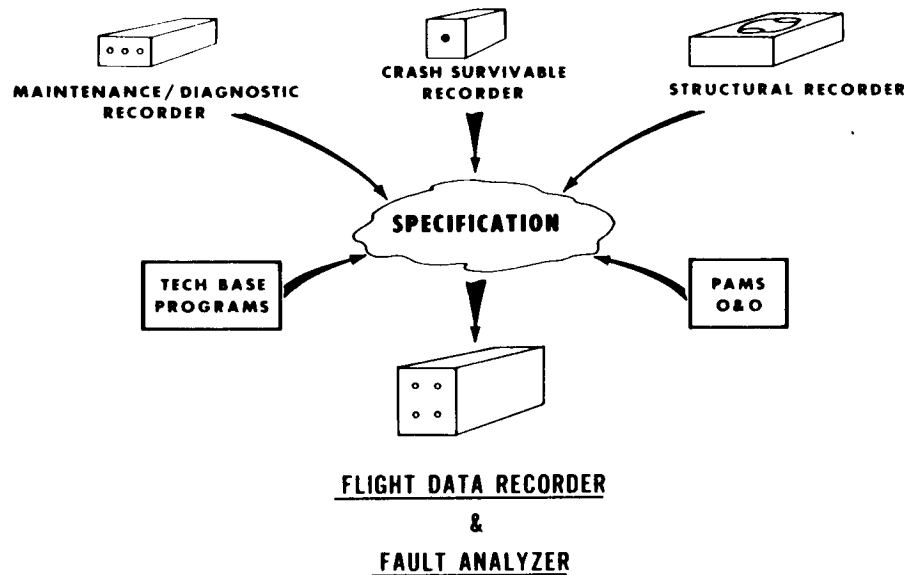 MAINTENANCE/DIAGNOSTIC
RECORDER
CRASH SURVIVABLE
RECORDER
STRUCTURAL RECORDER
SPECIFICATION
TECH BASE
PROGRAMS
PAMS
O&O
FLIGHT DATA RECORDER
&
FAULT ANALYZER